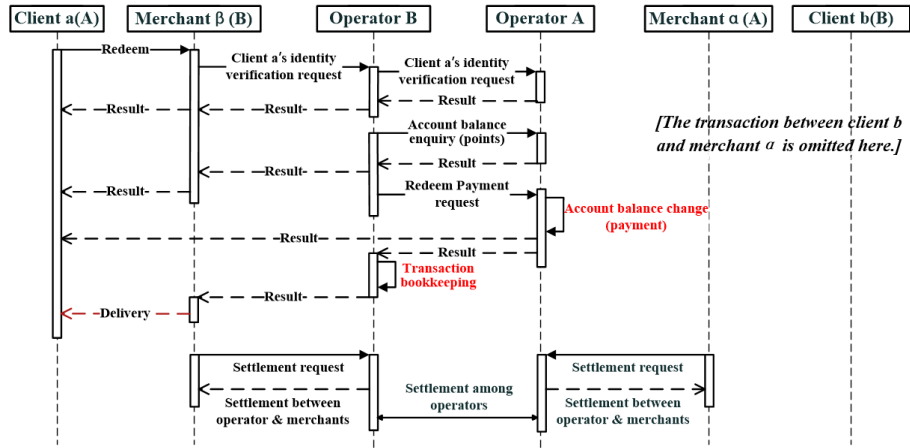 Client a(A)
Merchant β (B)
Operator B
Operator A
Merchant α (A)
Client b(B)
Redeem
Client a's identity
verification request
Client a's identity
verification request
Result
Result
Result
Account balance
enquiry (points)
[The transaction between client b
and merchant α is omitted here.]
Result
Result
Result
Redeem Payment
request
Account balance change
(payment)
Result
Result
Transaction
bookkeeping
Result
Delivery
Settlement request
Settlement request
Settlement between
operator & merchants
Settlement among
operators
Settlement between
operator & merchants